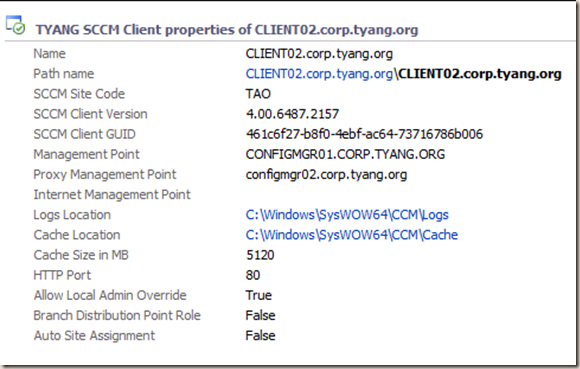 TYANG SCCM Client properties of CLIENT02.corp.tyang.org
Name CLIENT02.corp.tyang.org
Path name CLIENT02.corp.tyang.org\CLIENT02.corp.tyang.org
SCCM Site Code TAO
SCCM Client Version 4.00.6487.2157
SCCM Client GUID 461c6f27-b8f0-4ebf-ac64-73716786b006
Management Point CONFIGMGR01.CORP.TYANG.ORG
Proxy Management Point configmgr02.corp.tyang.org
Internet Management Point
Logs Location C:\Windows\SysWOW64\CCM\Logs
Cache Location C:\Windows\SysWOW64\CCM\Cache
Cache Size in MB 5120
HTTP Port 80
Allow Local Admin Override True
Branch Distribution Point Role False
Auto Site Assignment False